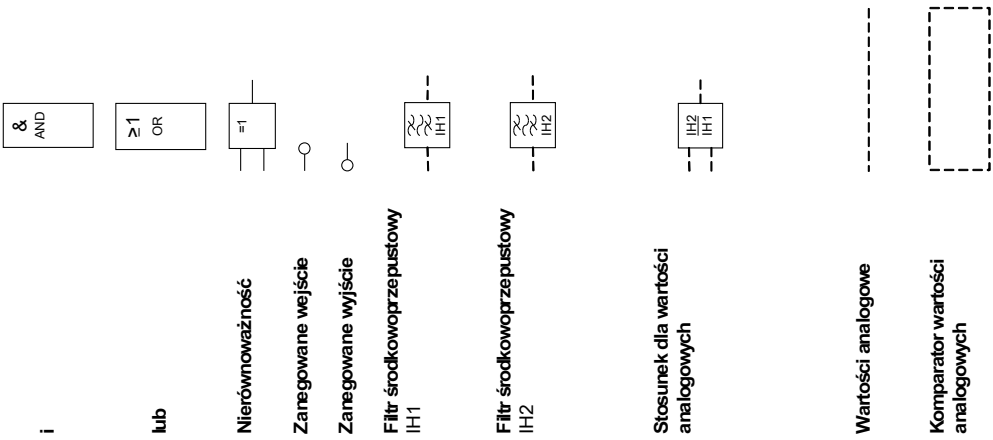 i
&
AND
lub
≥1
OR
Nierównoważność
=1
Zanegowane wejście
Zanegowane wyjście
Filtr środkowoprzepustowy
IH1
IH1
Filtr środkowoprzepustowy
IH2
IH2
Stosunek dla wartości
analogowych
IH2
IH1
Wartości analogowe
Komparator wartości
analogowych